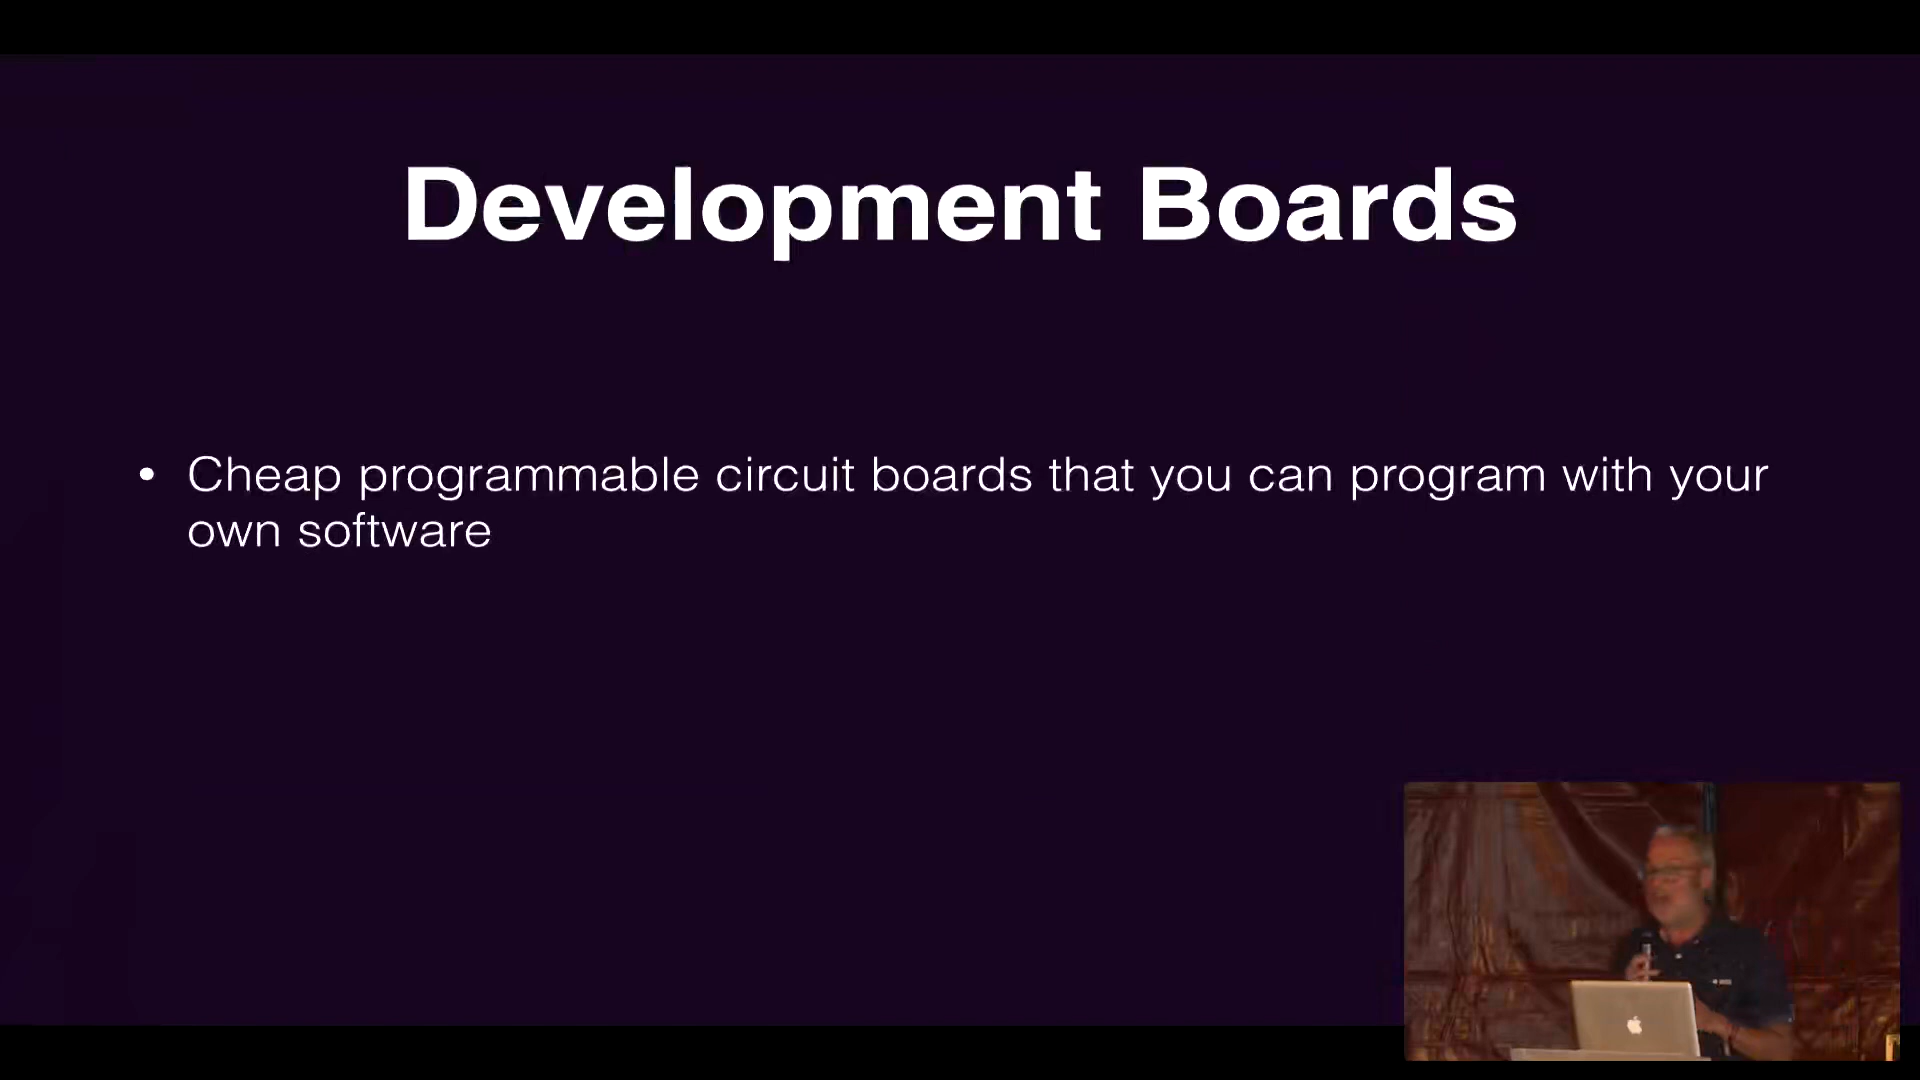 Development Boards
• Cheap programmable circuit boards that you can program with your
own software